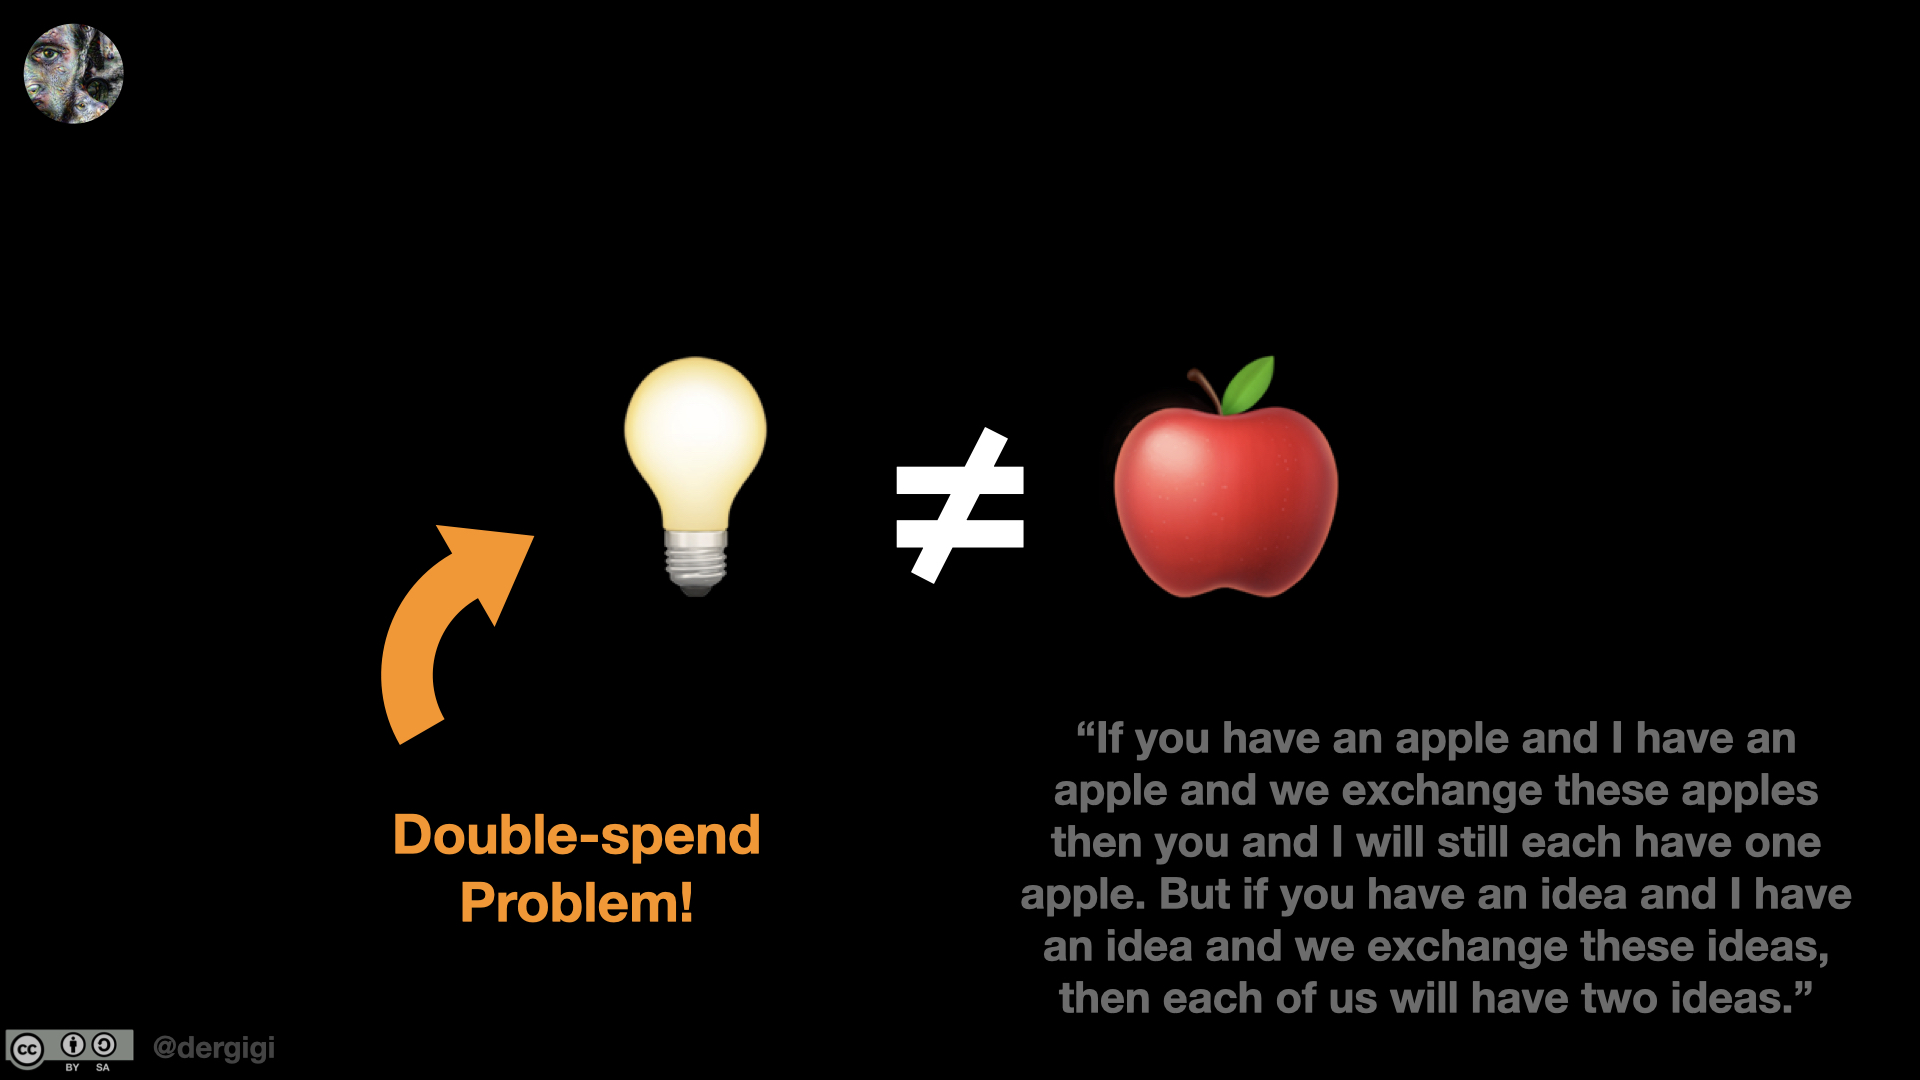 ≠
Double-spend
Problem!
“If you have an apple and I have an
apple and we exchange these apples
then you and I will still each have one
apple. But if you have an idea and I have
an idea and we exchange these ideas,
then each of us will have two ideas.”
cc BY SA
@dergigi